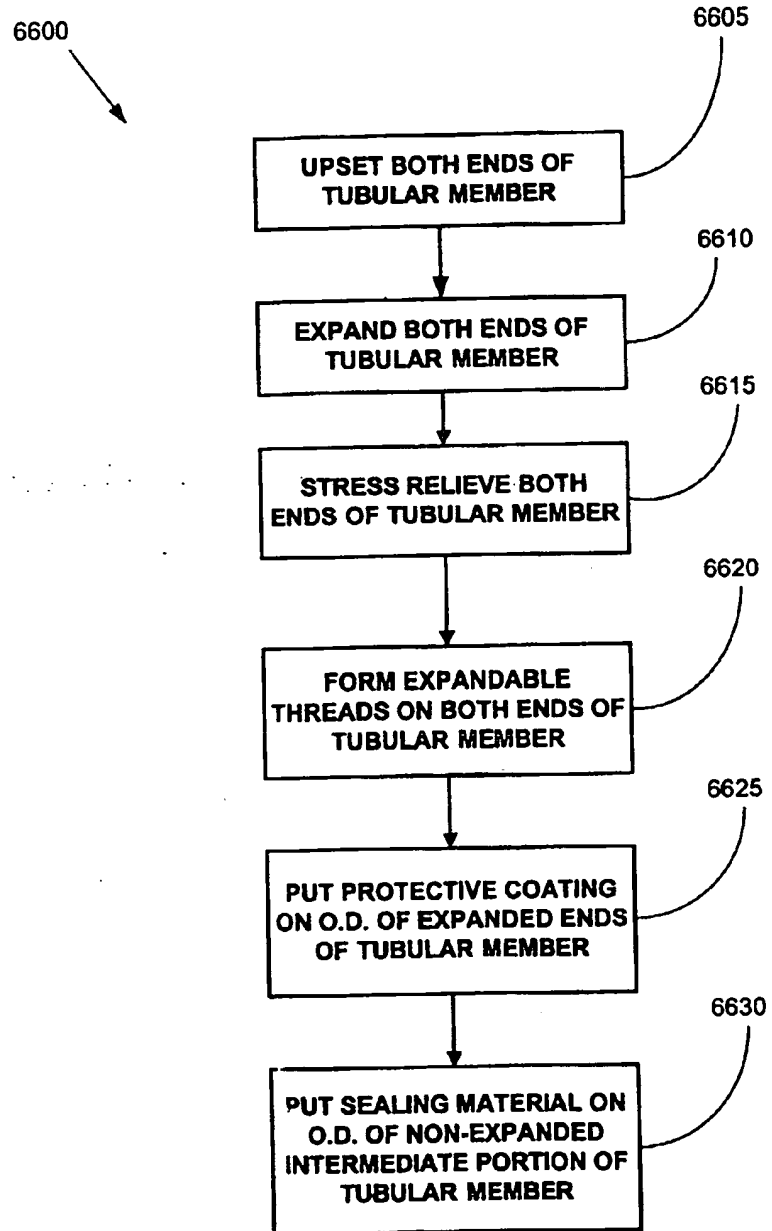 6600
6605
UPSET BOTH ENDS OF
TUBULAR MEMBER
6610
EXPAND BOTH ENDS OF
TUBULAR MEMBER
6615
STRESS RELIEVE BOTH
ENDS OF TUBULAR MEMBER
6620
FORM EXPANDABLE
THREADS ON BOTH ENDS OF
TUBULAR MEMBER
6625
PUT PROTECTIVE COATING
ON O.D. OF EXPANDED ENDS
OF TUBULAR MEMBER
6630
PUT SEALING MATERIAL ON
O.D. OF NON-EXPANDED
INTERMEDIATE PORTION OF
TUBULAR MEMBER